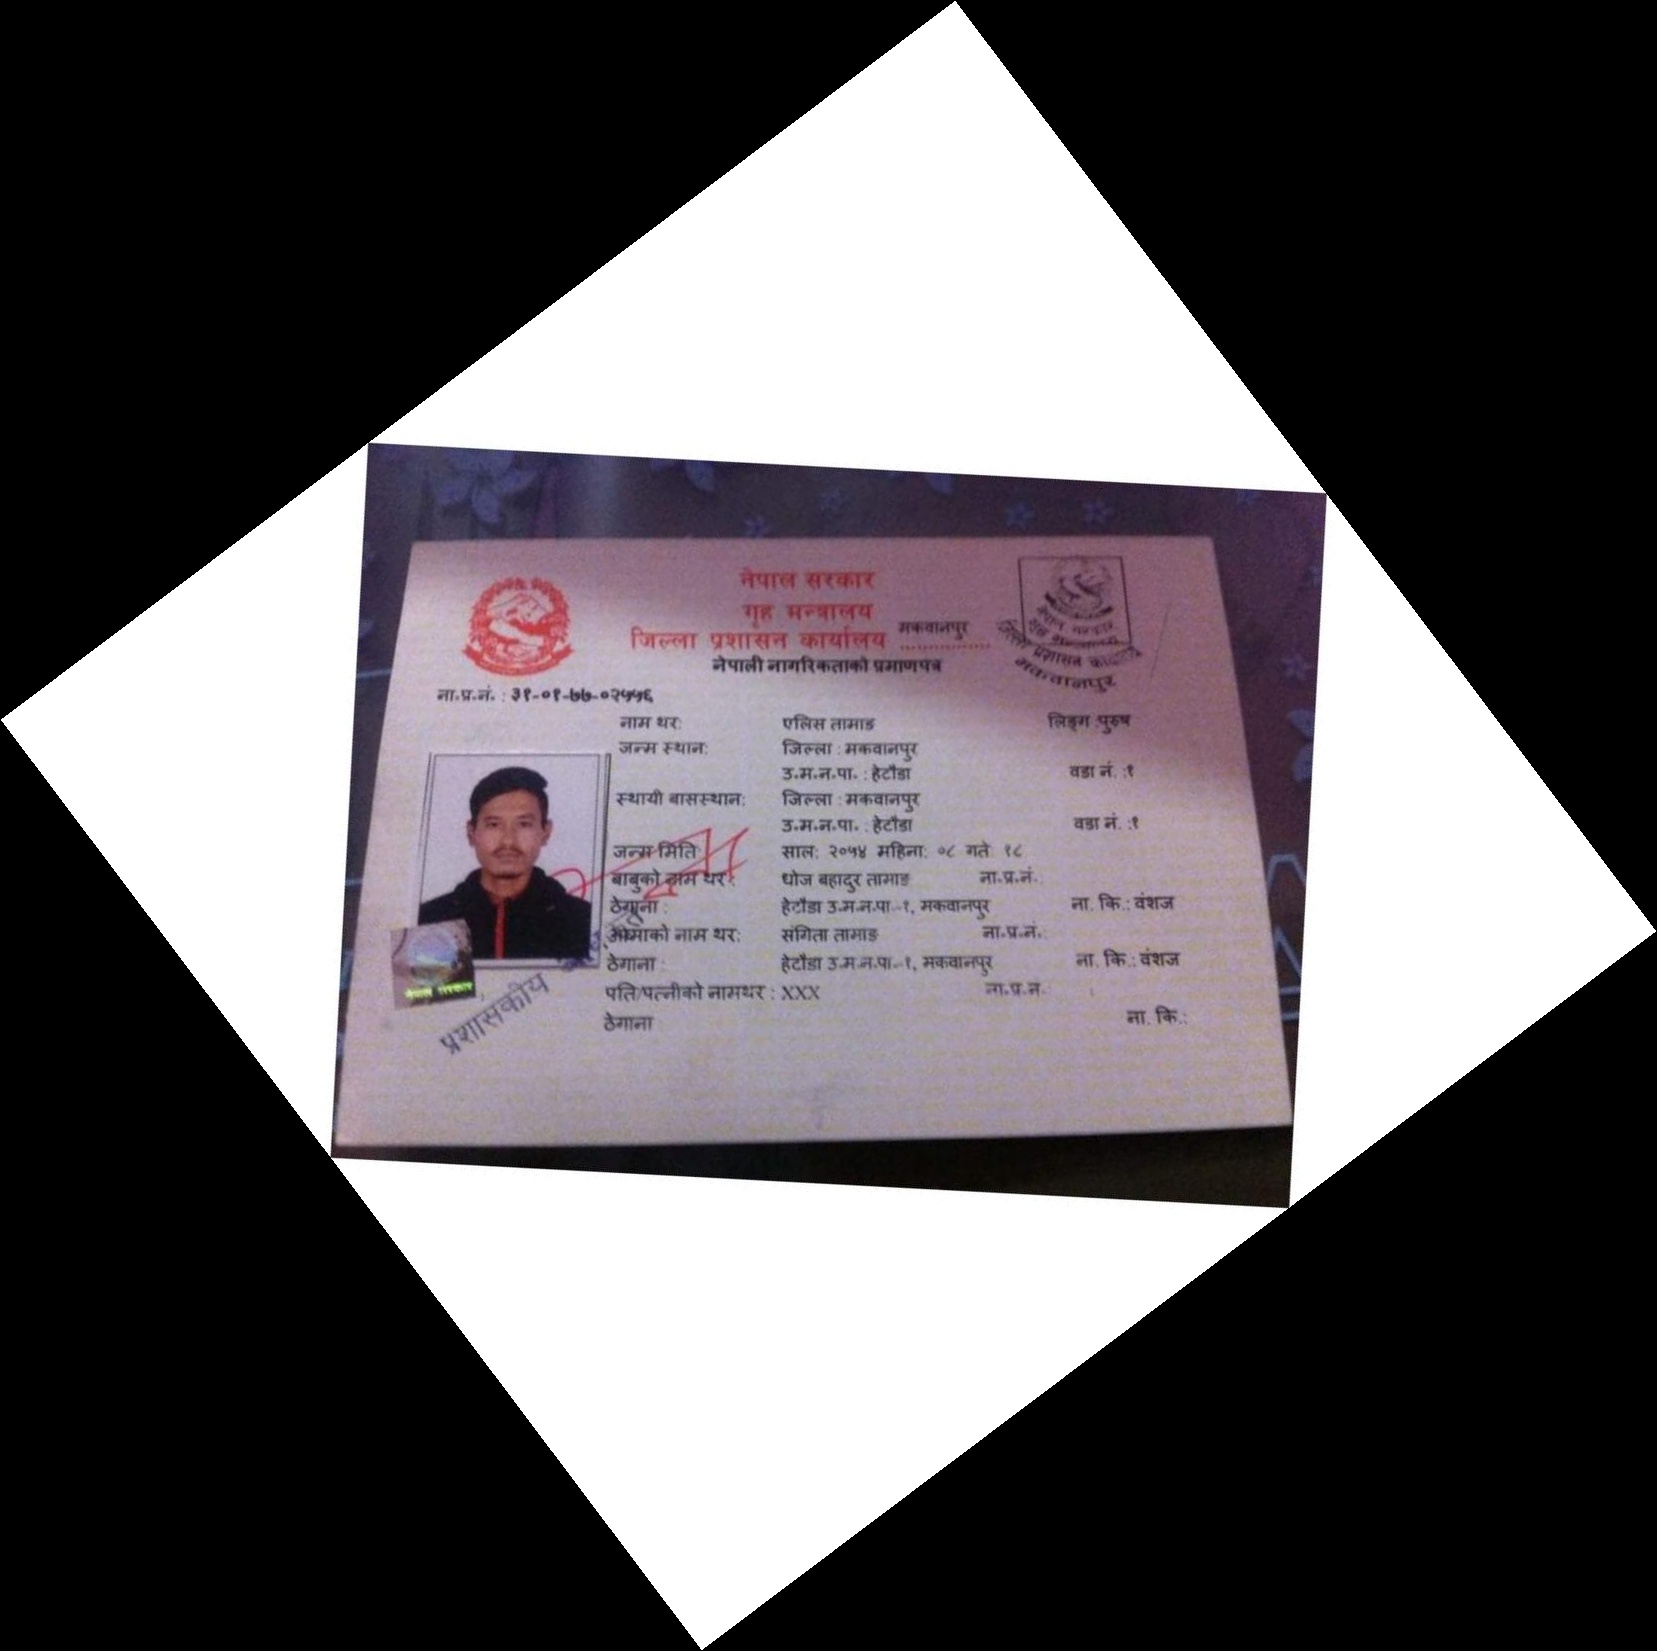 नेपाल सरकार
गृह मन्त्रालय
जिल्ला प्रशासन कार्यालय मकवानपुर
नेपाली नागरिकताको प्रमाणपत्र
नेपाल सरकार
गृह मन्त्रालय
जिल्ला प्रशासन कार्यालय
मकवानपुर
ना.प्र.नं. : ३१-०१-७७-०२५५६
नाम थर: एलिस तामाङ लिङ्ग :पुरुष
जन्म स्थान: जिल्ला : मकवानपुर
उ.म.न.पा. : हेटौडा वडा नं. :१
स्थायी बासस्थान: जिल्ला : मकवानपुर
उ.म.न.पा. : हेटौडा वडा नं. :१
जन्म मिति: साल: २०५४ महिना: ०८ गते: १८
बाबुको नाम थर : धोज बहादुर तामाङ ना.प्र.नं.:
ठेगाना : हेटौडा उ.म.न.पा.-१, मकवानपुर ना. कि.: वंशज
आमाको नाम थर: संगिता तामाङ ना.प्र.नं.:
ठेगाना : हेटौडा उ.म.न.पा.-१, मकवानपुर ना. कि.: वंशज
पति/पत्नीको नामथर : XXX ना.प्र.न.
ठेगाना ना. कि.:
नेपाल सरकार
प्रशासकीय